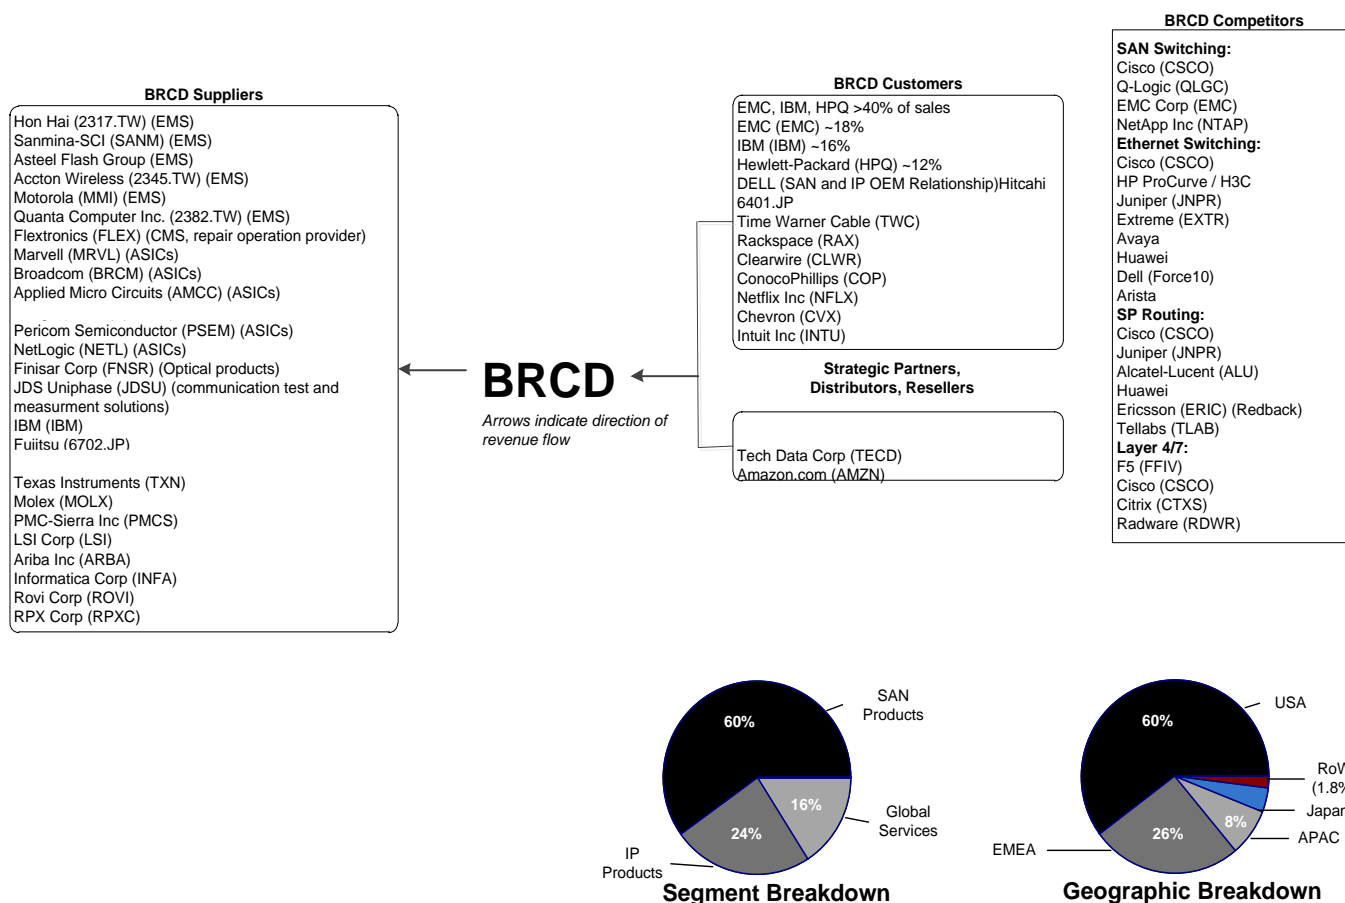 BRCD Suppliers
Hon Hai (2317.TW) (EMS)
Sanmina-SCI (SANM) (EMS)
Asteel Flash Group (EMS)
Accton Wireless (2345.TW) (EMS)
Motorola (MMI) (EMS)
Quanta Computer Inc. (2382.TW) (EMS)
Flextronics (FLEX) (CMS, repair operation provider)
Marvell (MRVL) (ASICs)
Broadcom (BRCM) (ASICs)
Applied Micro Circuits (AMCC) (ASICs)
Pericom Semiconductor (PSEM) (ASICs)
NetLogic (NETL) (ASICs)
Finisar Corp (FNSR) (Optical products)
JDS Uniphase (JDSU) (communication test and
measurment solutions)
IBM (IBM)
Fujitsu (6702.JP)
Texas Instruments (TXN)
Molex (MOLX)
PMC-Sierra Inc (PMCS)
LSI Corp (LSI)
Ariba Inc (ARBA)
Informatica Corp (INFA)
Rovi Corp (ROVI)
RPX Corp (RPXC)
BRCD
Arrows indicate direction of
revenue flow
BRCD Customers
EMC, IBM, HPQ >40% of sales
EMC (EMC) ~18%
IBM (IBM) ~16%
Hewlett-Packard (HPQ) ~12%
DELL (SAN and IP OEM Relationship)Hitcahi
6401.JP
Time Warner Cable (TWC)
Rackspace (RAX)
Clearwire (CLWR)
ConocoPhillips (COP)
Netflix Inc (NFLX)
Chevron (CVX)
Intuit Inc (INTU)
Strategic Partners,
Distributors, Resellers
Tech Data Corp (TECD)
Amazon.com (AMZN)
BRCD Competitors
SAN Switching:
Cisco (CSCO)
Q-Logic (QLGC)
EMC Corp (EMC)
NetApp Inc (NTAP)
Ethernet Switching:
Cisco (CSCO)
HP ProCurve / H3C
Juniper (JNPR)
Extreme (EXTR)
Avaya
Huawei
Dell (Force10)
Arista
SP Routing:
Cisco (CSCO)
Juniper (JNPR)
Alcatel-Lucent (ALU)
Huawei
Ericsson (ERIC) (Redback)
Tellabs (TLAB)
Layer 4/7:
F5 (FFIV)
Cisco (CSCO)
Citrix (CTXS)
Radware (RDWR)
60%
SAN
Products
16%
Global
Services
24%
IP
Products
Segment Breakdown
60%
USA
RoW
(1.8%
Japan
8%
APAC
26%
EMEA
Geographic Breakdown